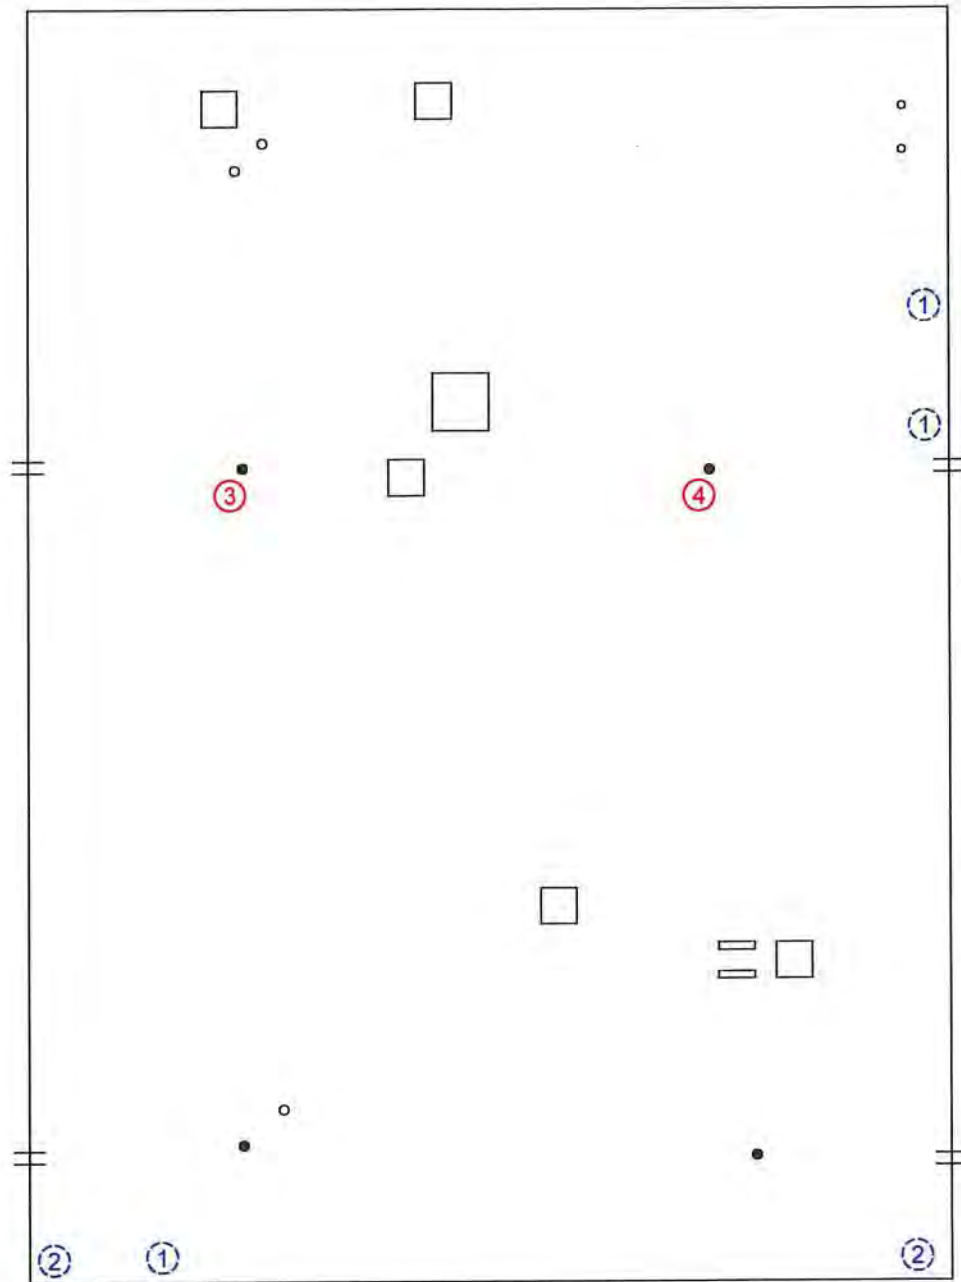 ①
①
③ ④
② ① ②